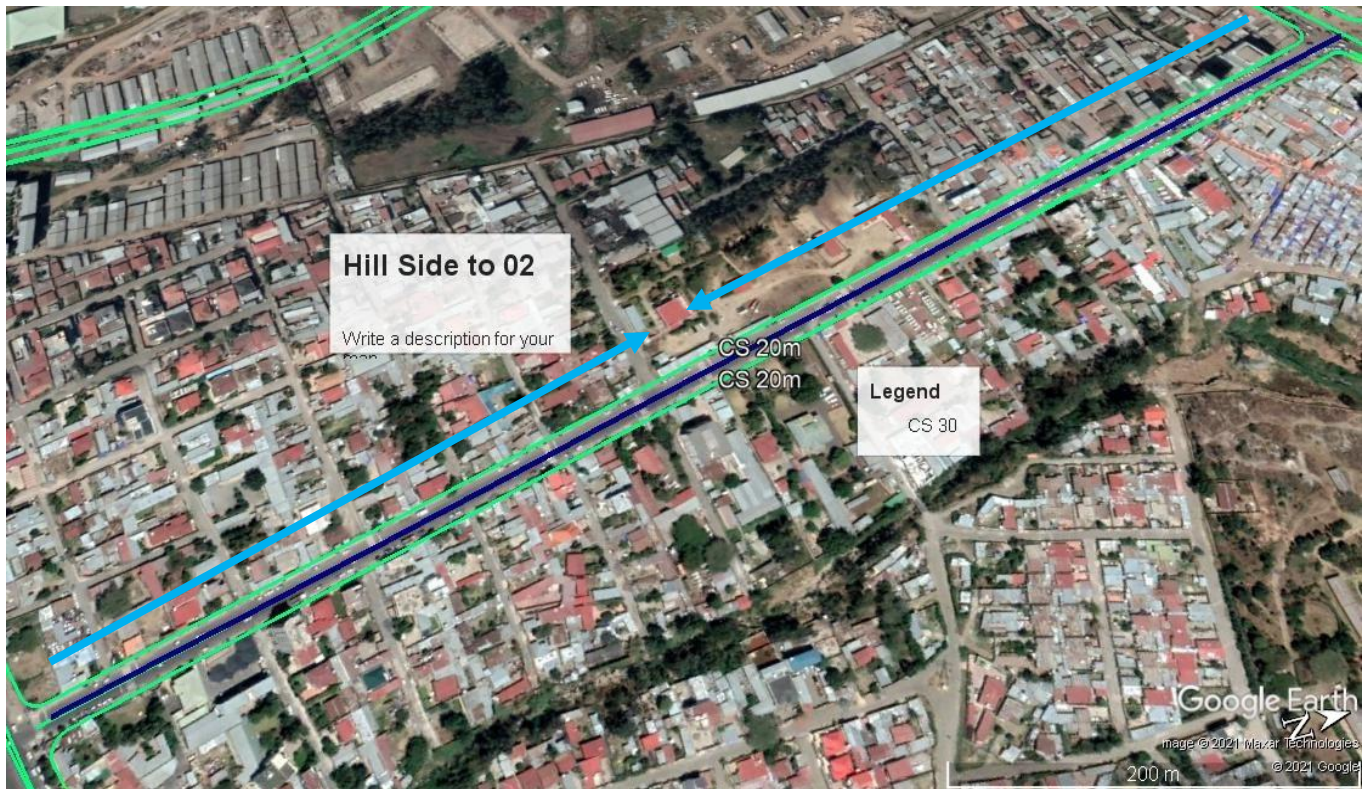 Hill Side to 02
Write a description for your
map
CS 20m
CS 20m
Legend
CS 30
Google Earth
mage © 2021 Maxar Technologies
© 2021 Google
N
200 m